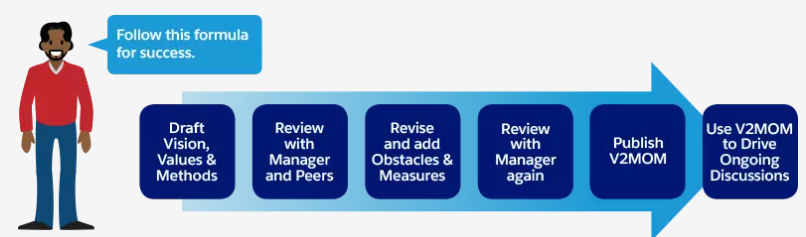 Follow this formula
for success.
Draft
Vision,
Values &
Methods
Review
with
Manager
and Peers
Revise
and add
Obstacles &
Measures
Review
with
Manager
again
Publish
V2MOM
Use V2MOM
to Drive
Ongoing
Discussions